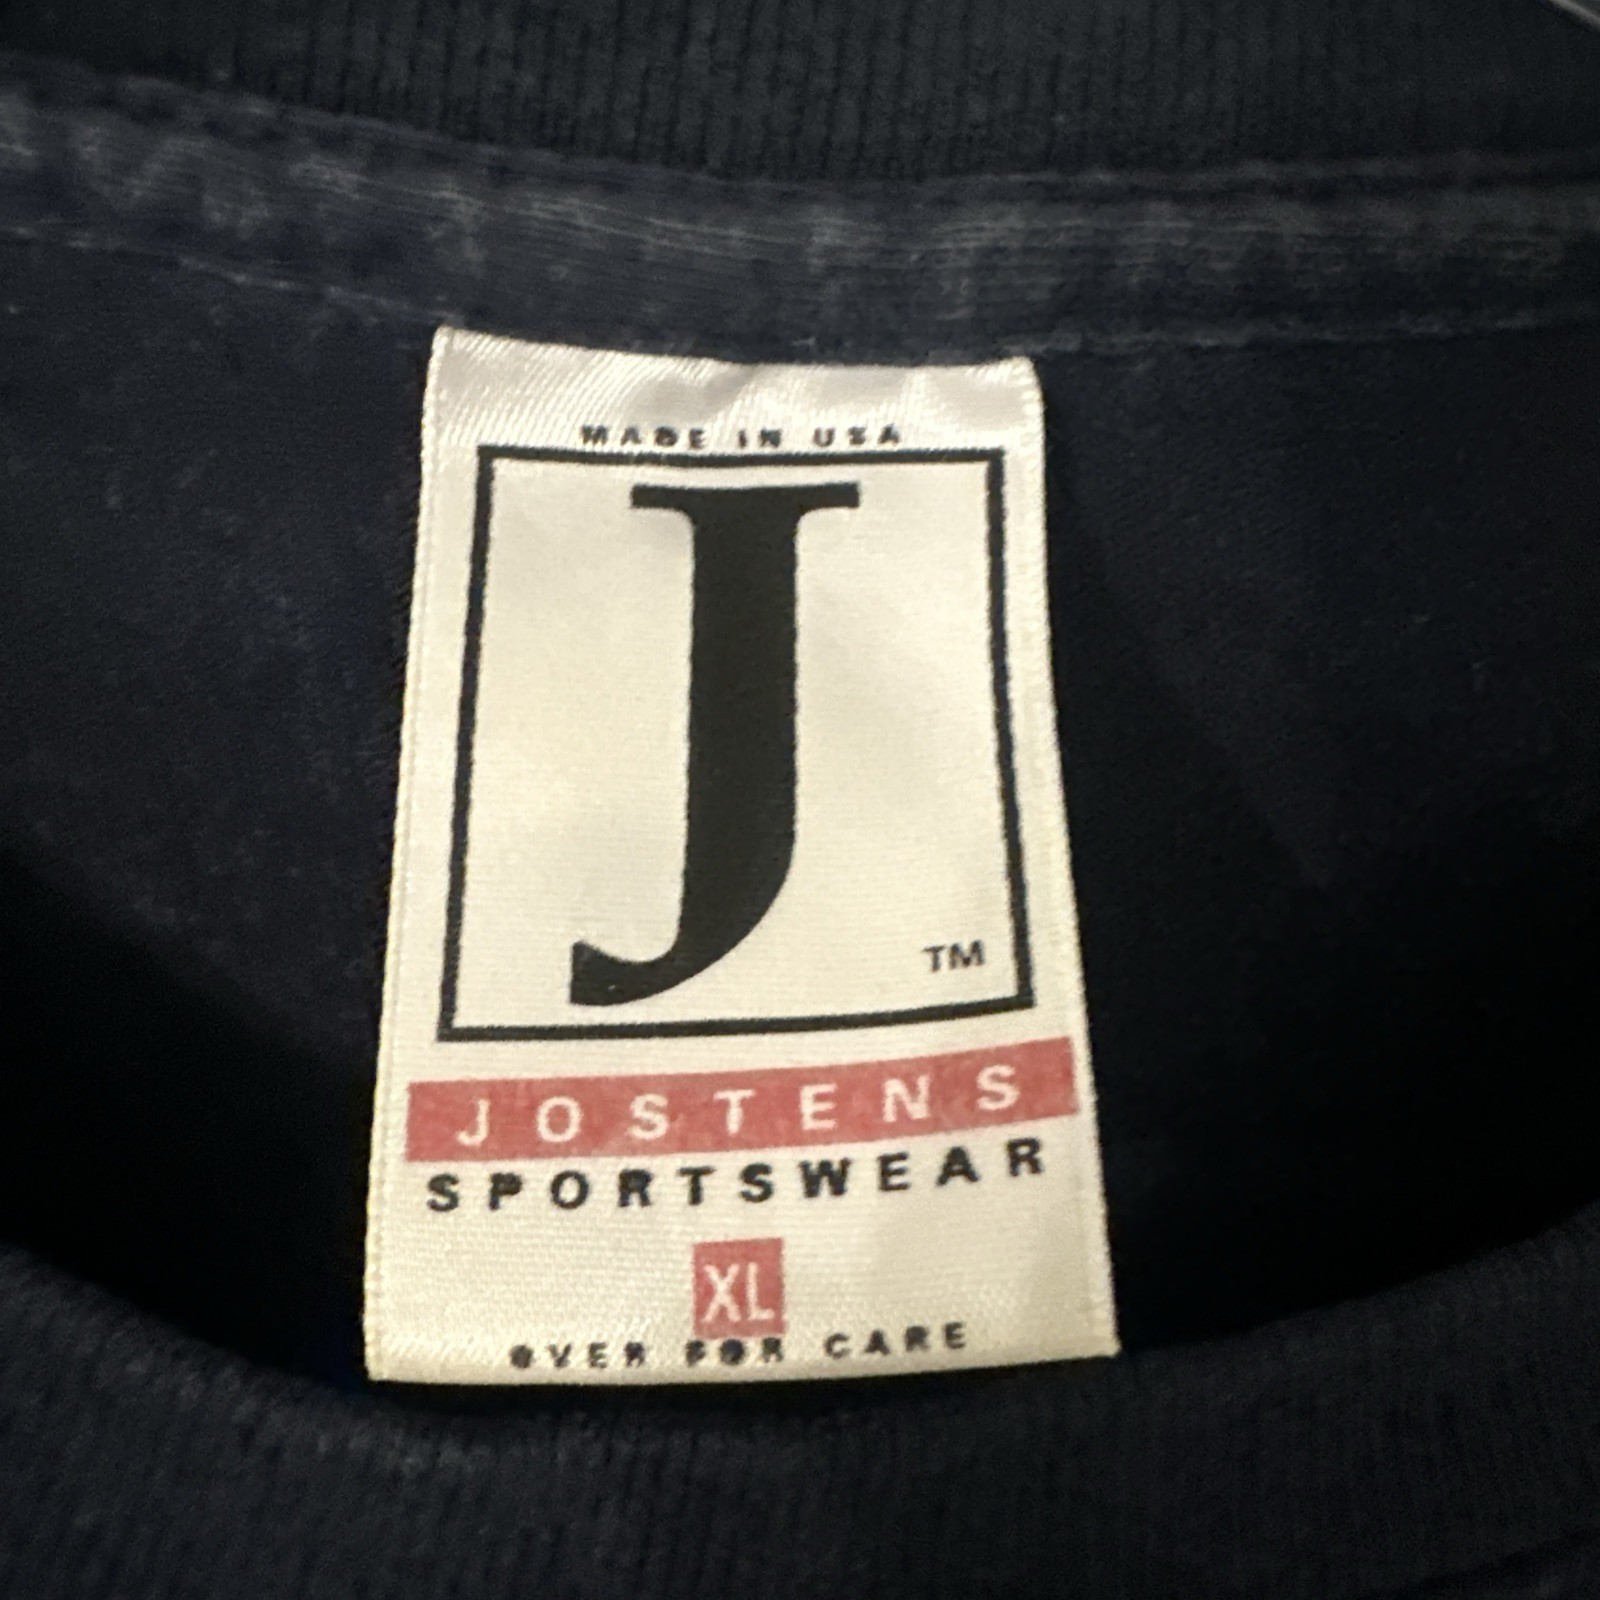 MADE IN USA
J
TM
JOSTENS
SPORTSWEAR
XL
OVER FOR CARE